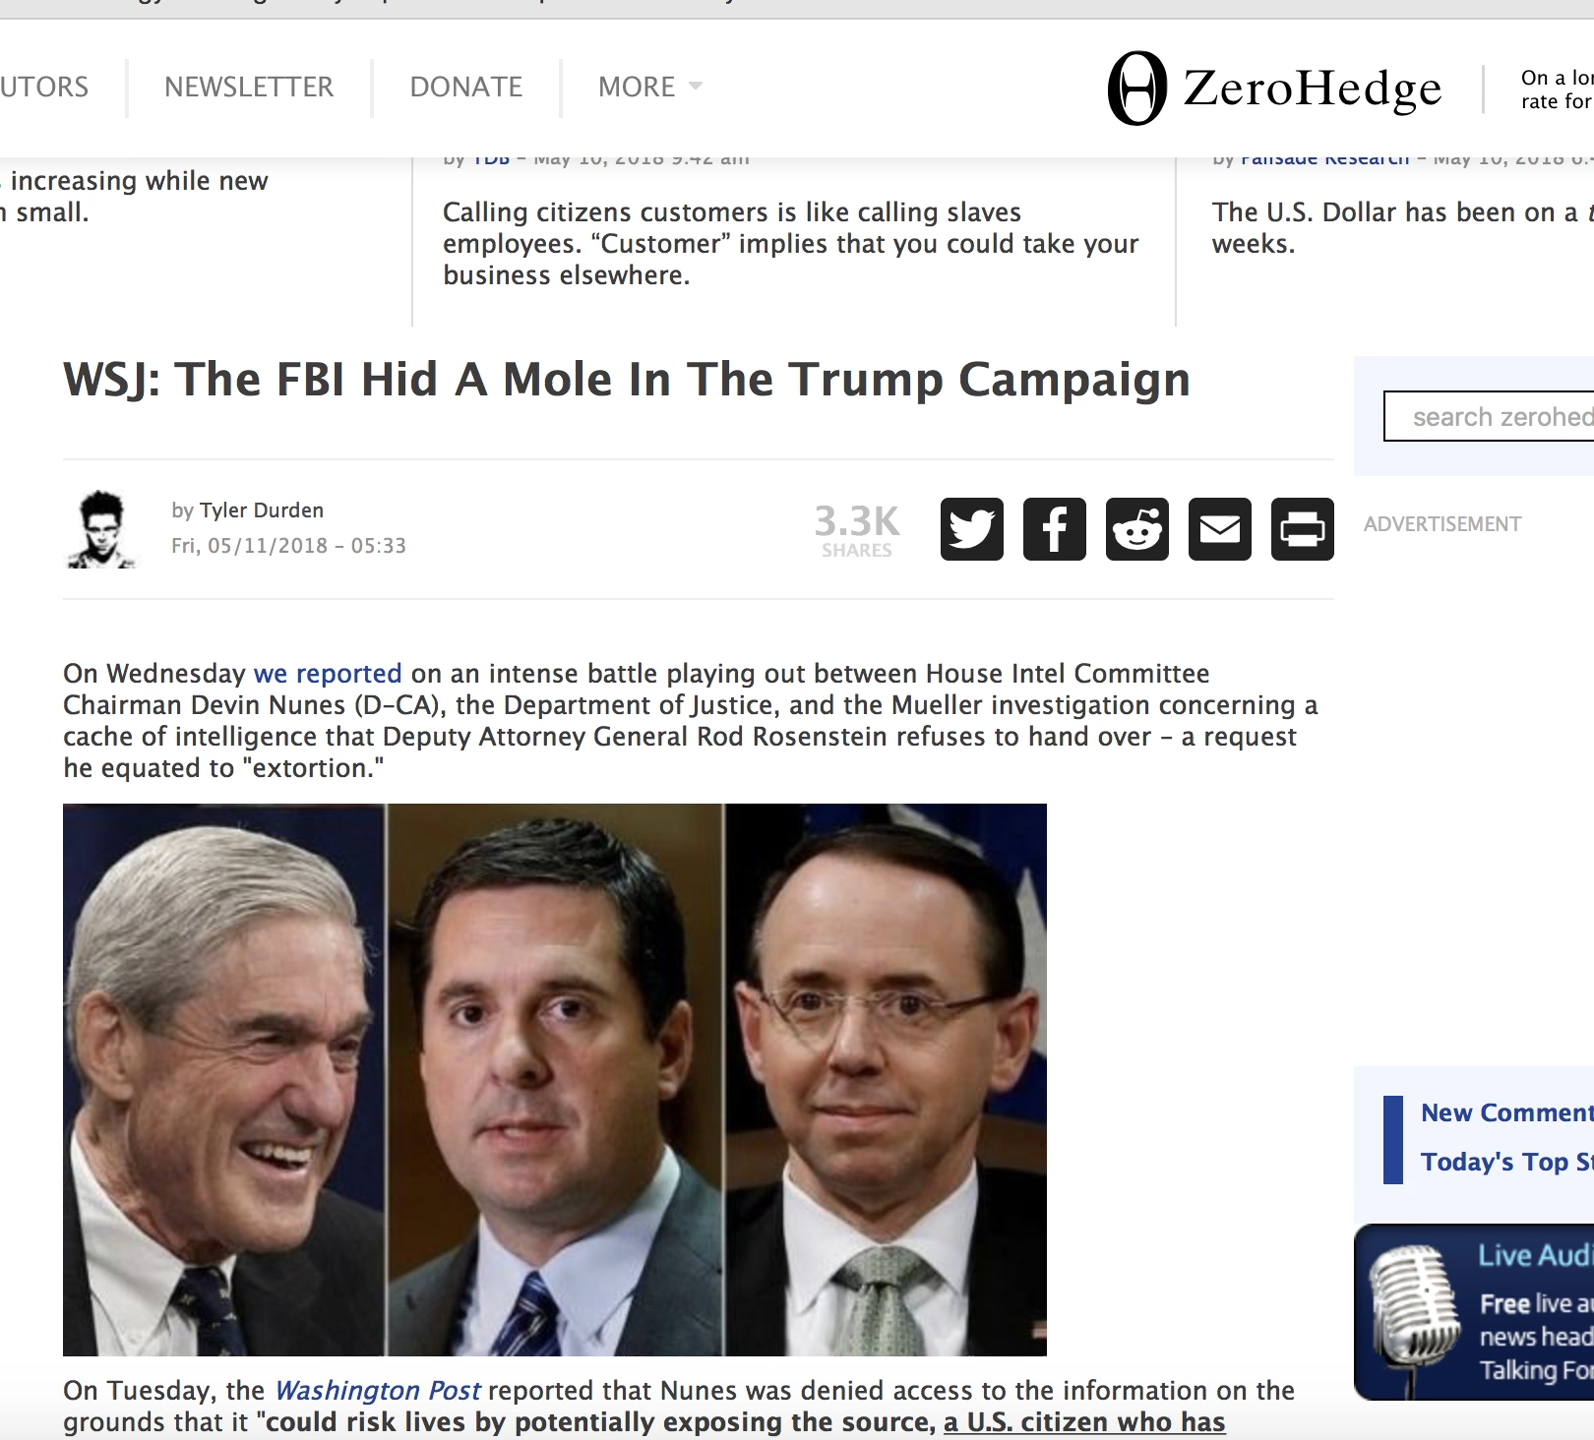 UTORS
NEWSLETTER
DONATE
MORE
ZeroHedge
On a lo
rate for
increasing while new
small.
by TDB – May 10, 2018 9:42 am
Calling citizens customers is like calling slaves
employees. “Customer” implies that you could take your
business elsewhere.
by Palisade Research – May 10, 2018
The U.S. Dollar has been on a
weeks.
WSJ: The FBI Hid A Mole In The Trump Campaign
search zerohed
by Tyler Durden
Fri, 05/11/2018 – 05:33
3.3K
SHARES
ADVERTISEMENT
On Wednesday we reported on an intense battle playing out between House Intel Committee
Chairman Devin Nunes (D-CA), the Department of Justice, and the Mueller investigation concerning a
cache of intelligence that Deputy Attorney General Rod Rosenstein refuses to hand over – a request
he equated to "extortion."
New Comment
Today's Top St
Live Audi
Free live au
news head
Talking For
On Tuesday, the Washington Post reported that Nunes was denied access to the information on the
grounds that it "could risk lives by potentially exposing the source, a U.S. citizen who has